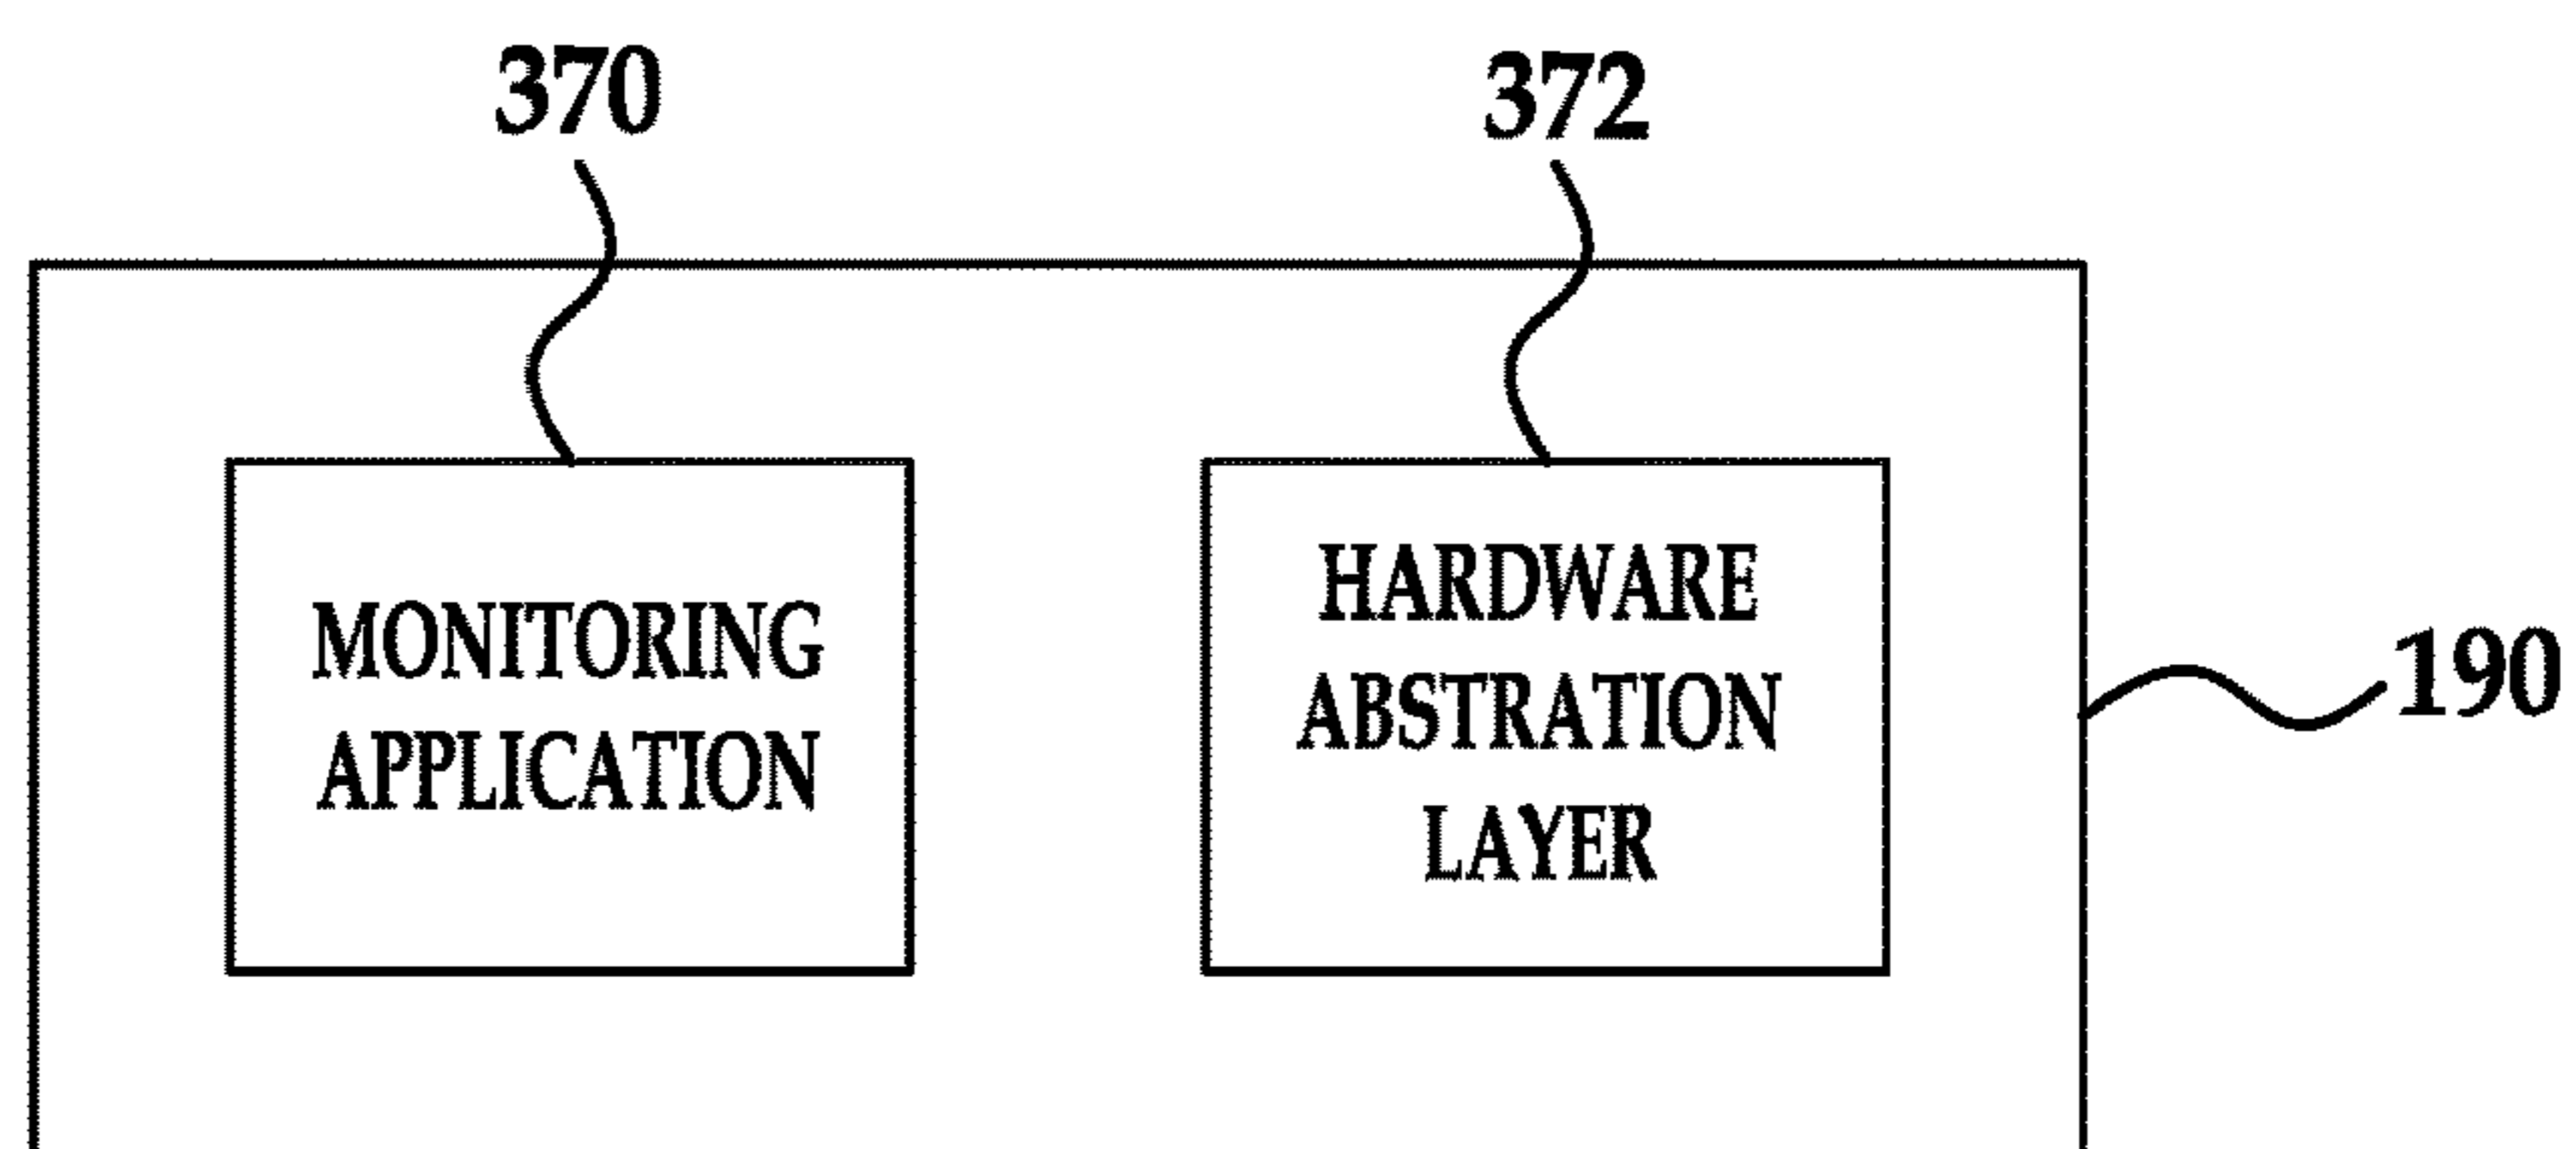 370
372
MONITORING
APPLICATION
HARDWARE
ABSTRATION
LAYER
190